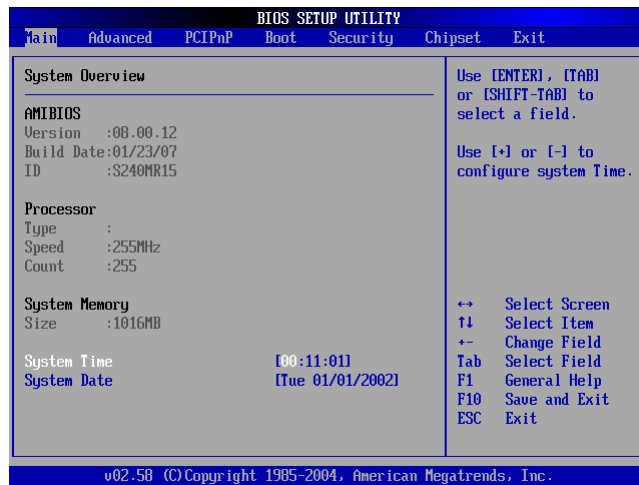 BIOS SETUP UTILITY
Main Advanced PCIPnP Boot Security Chipset Exit
System Overview
AMIBIOS
Version :08.00.12
Build Date:01/23/07
ID :S240MR15
Processor
Type :
Speed :255MHz
Count :255
System Memory
Size :1016MB
System Time [00:11:01]
System Date [Tue 01/01/2002]
Use [ENTER], [TAB]
or [SHIFT-TAB] to
select a field.
Use [+] or [-] to
configure system Time.
↔ Select Screen
↑↓ Select Item
+- Change Field
Tab Select Field
F1 General Help
F10 Save and Exit
ESC Exit
v02.58 (C)Copyright 1985-2004, American Megatrends, Inc.